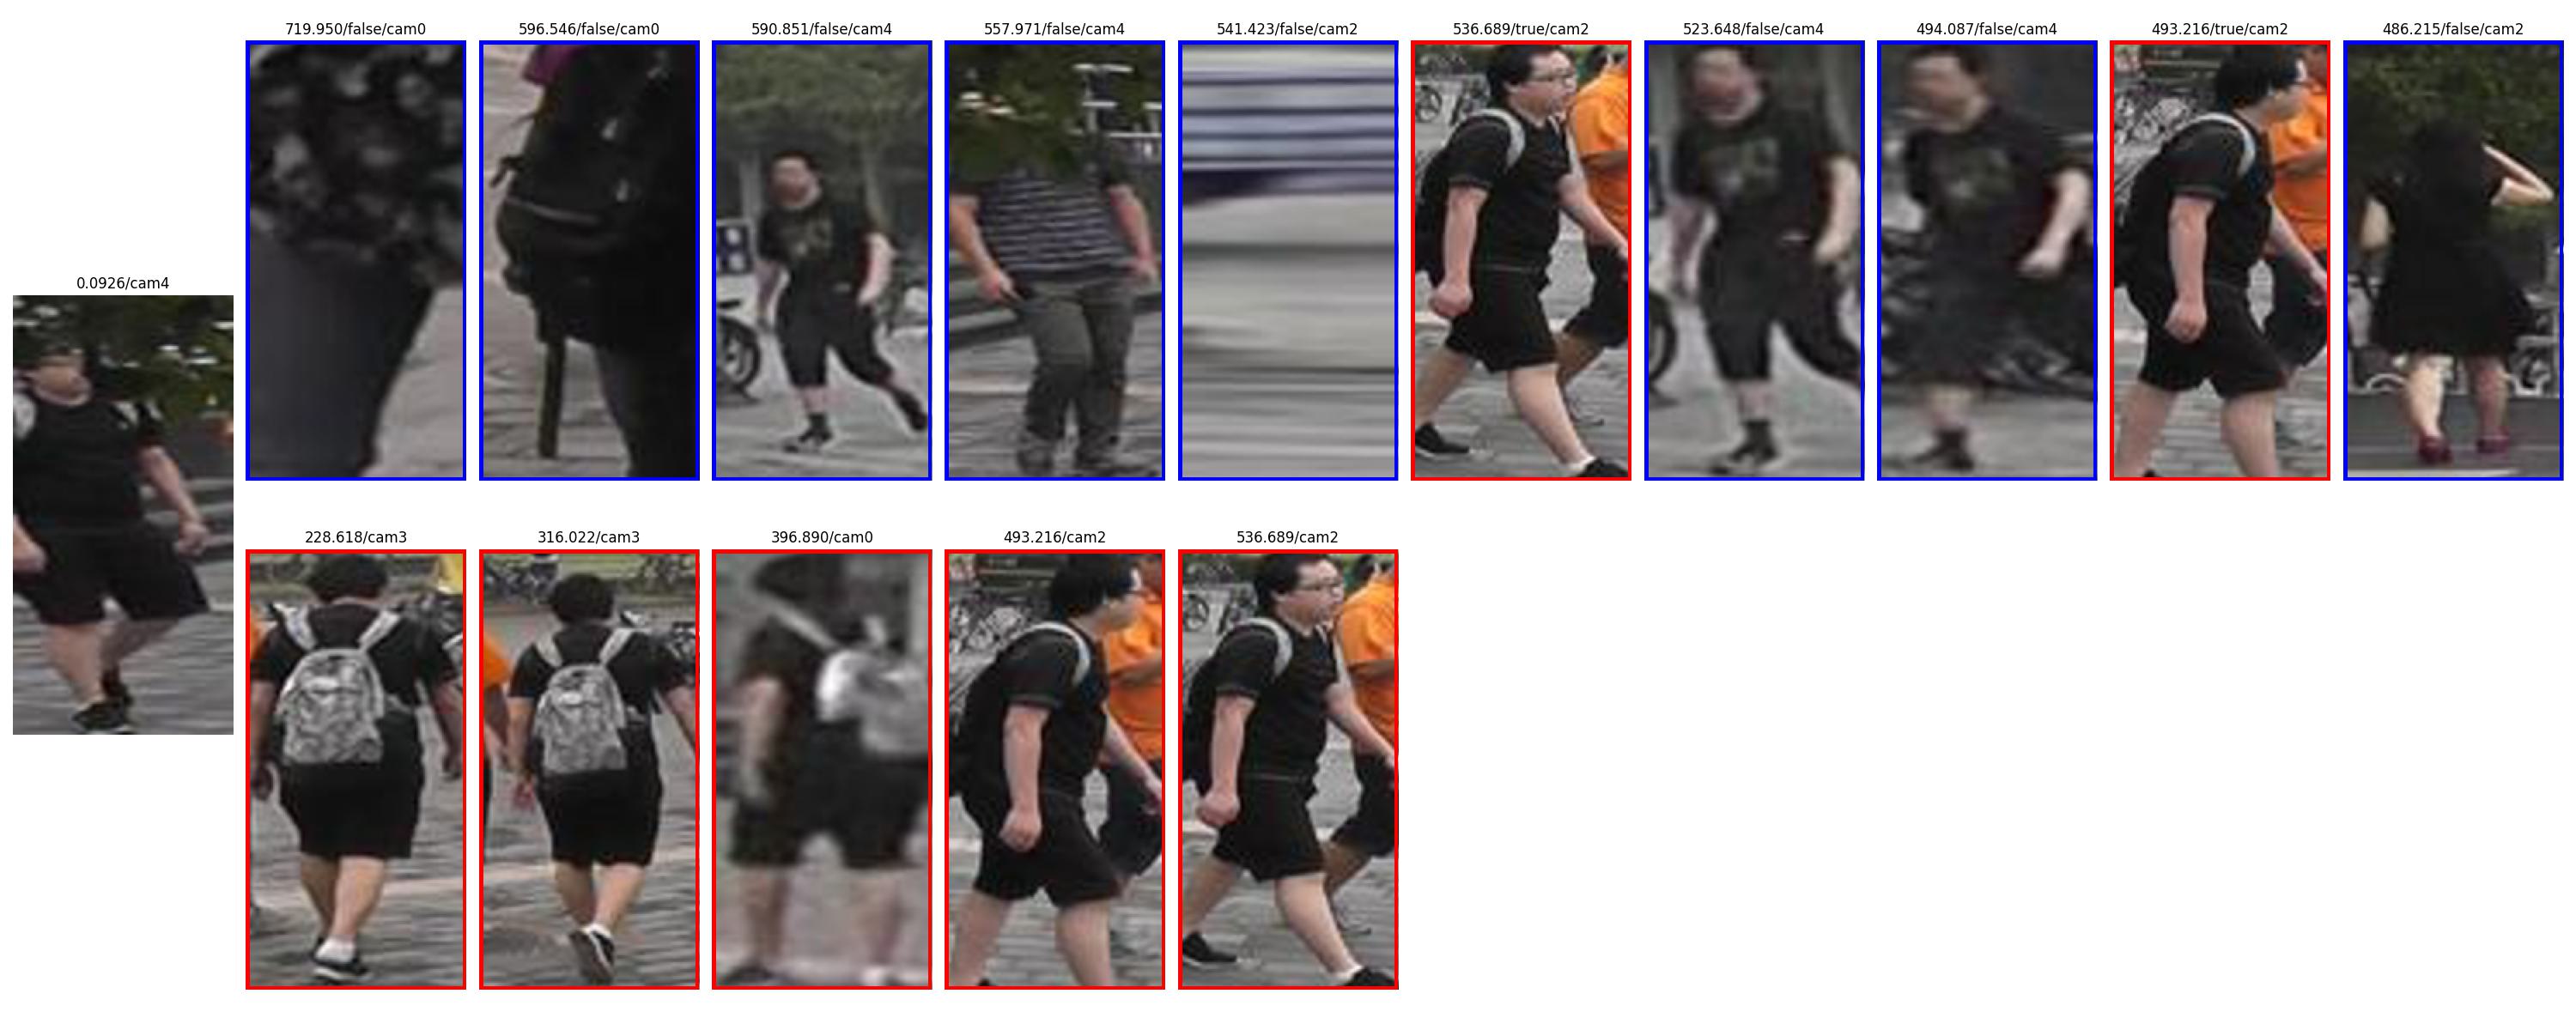 719.950/false/cam0
596.546/false/cam0
590.851/false/cam4
557.971/false/cam4
541.423/false/cam2
536.689/true/cam2
523.648/false/cam4
494.087/false/cam4
493.216/true/cam2
486.215/false/cam2
0.0926/cam4
228.618/cam3
316.022/cam3
396.890/cam0
493.216/cam2
536.689/cam2